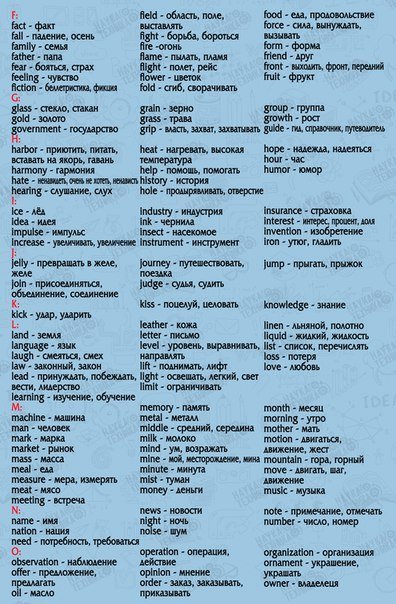 F:
fact - факт
fall - падение, осень
family - семья
father - папа
fear - бояться, страх
feeling - чувство
fiction - беллетристика, фикция
field - область, поле,
выставлять
fight - борьба, бороться
fire -огонь
flame - пылать, пламя
flight - полет, рейс
flower - цветок
fold - сгиб, сворачивать
food - еда, продовольствие
force - сила, вынуждать,
вызывать
form - форма
friend - друг
front - выходить, фронт, передний
fruit - фрукт
G:
glass - стекло, стакан
gold - золото
government - государство
grain - зерно
grass - трава
grip - власть, захват, захватывать
group - группа
growth - рост
guide - гид, справочник, путеводитель
H:
harbor - приютить, питать,
вставать на якорь, гавань
harmony - гармония
hate - ненавидеть, очень не хотеть, ненависть
hearing - слушание, слух
heat - нагревать, высокая
температура
help - помощь, помогать
history - история
hole - продырявливать, отверстие
hope - надежда, надеяться
hour - час
humor - юмор
I:
ice - лёд
idea - идея
impulse - импульс
increase - увеличивать, увеличение
industry - индустрия
ink - чернила
insect - насекомое
instrument - инструмент
insurance - страховка
interest - интерес, процент, доля
invention - изобретение
iron - утюг, гладить
J:
jelly - превращать в желе,
желе
join - присоединяться,
объединение, соединение
journey - путешествовать,
поездка
judge - судья, судить
jump - прыгать, прыжок
K:
kick - удар, ударить
kiss - поцелуй, целовать
knowledge - знание
L:
land - земля
language - язык
laugh - смеяться, смех
law - законный, закон
lead - принуждать, побеждать,
вести, лидерство
learning - изучение, обучение
leather - кожа
letter - письмо
level - уровень, выравнивать,
направлять
lift - поднимать, лифт
light - освещать, легкий, свет
limit - ограничивать
linen - льняной, полотно
liquid - жидкий, жидкость
list - список, перечислять
loss - потеря
love - любовь
M:
machine - машина
man - человек
mark - марка
market - рынок
mass - масса
meal - еда
measure - мера, измерять
meat - мясо
meeting - встреча
memory - память
metal - металл
middle - средний, середина
milk - молоко
mind - ум, возражать
mine - мой, месторождение, мина
minute - минута
mist - туман
money - деньги
month - месяц
morning - утро
mother - мать
motion - двигаться,
движение, жест
mountain - гора, горный
move - двигать, шаг,
движение
music - музыка
N:
name - имя
nation - нация
need - потребность, требоваться
news - новости
night - ночь
noise - шум
note - примечание, отмечать
number - число, номер
O:
observation - наблюдение
offer - предложение,
предлагать
oil - масло
operation - операция,
действие
opinion - мнение
order - заказ, заказывать,
приказывать
organization - организация
ornament - украшение,
украшать
owner - владелеця